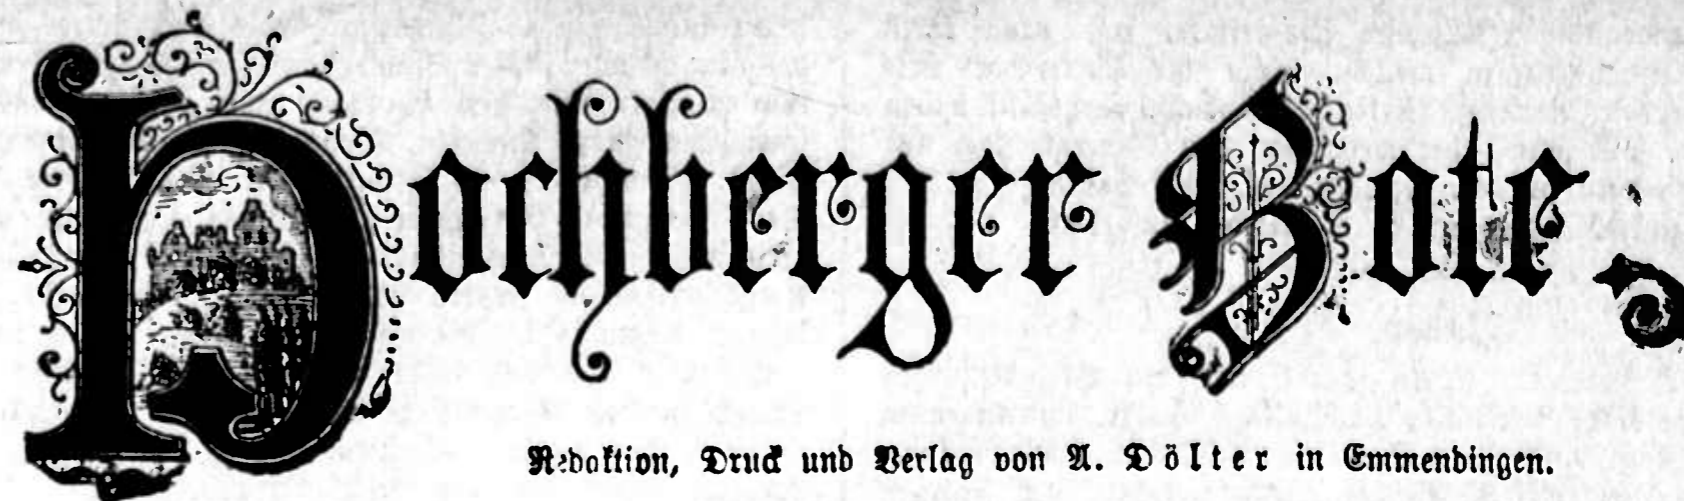 Hochberger Bote.
Redaktion, Druck und Verlag von A. Dölter in Emmendingen.